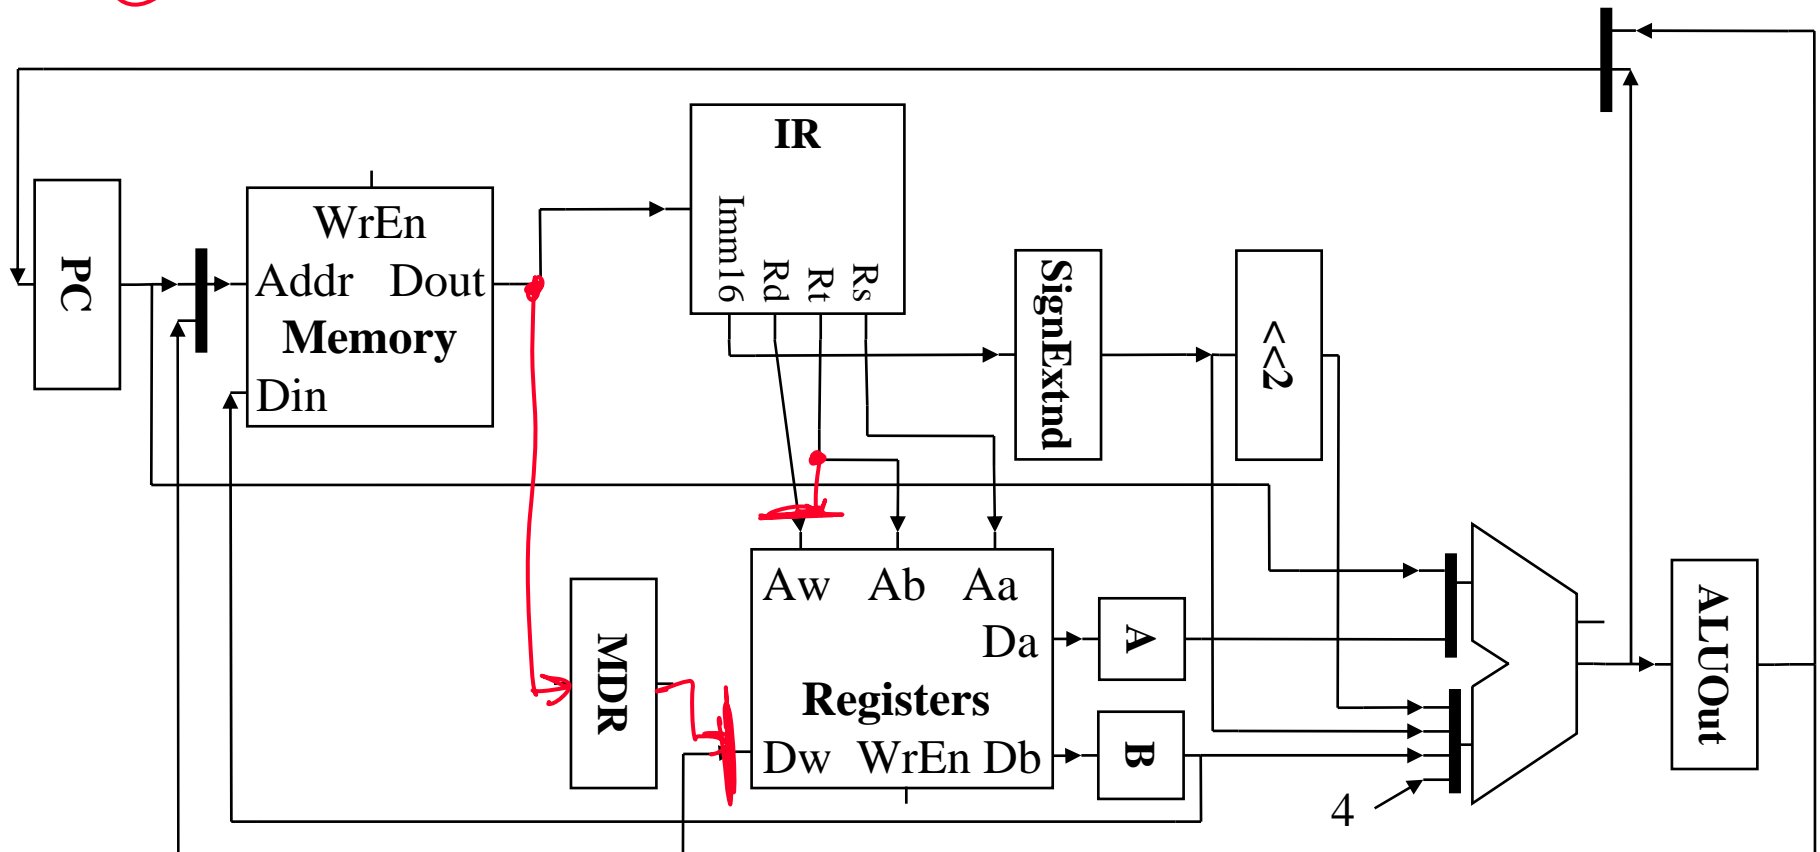 IR
Imm16
Rd
Rt
Rs
PC
WrEn
Addr Dout
Memory
Din
SignExtnd
<<2
MDR
Aw Ab Aa
Da
Registers
Dw WrEn Db
A
B
4
ALUOut